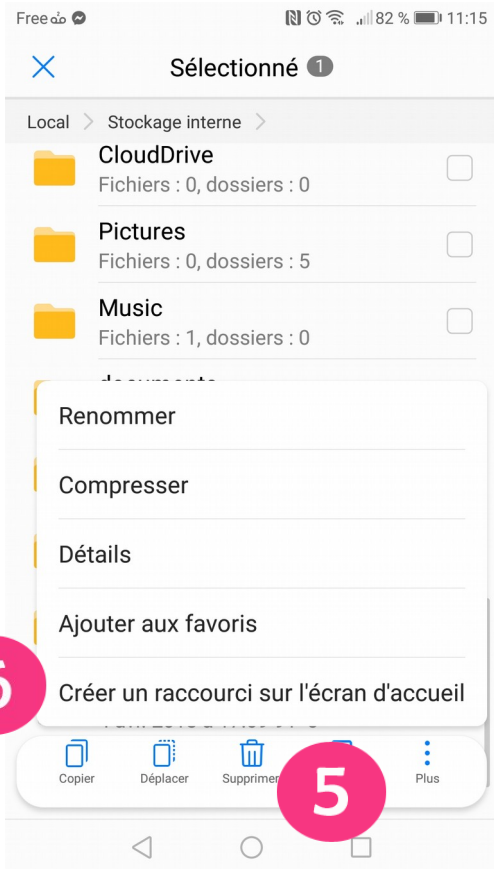 Free
82 %
11:15
Sélectionné 1
Local
Stockage interne
CloudDrive
Fichiers : 0, dossiers : 0
Pictures
Fichiers : 0, dossiers : 5
Music
Fichiers : 1, dossiers : 0
documents
Renommer
Compresser
Détails
Ajouter aux favoris
6
Créer un raccourci sur l'écran d'accueil
Copier
Déplacer
Supprimer
5
Plus